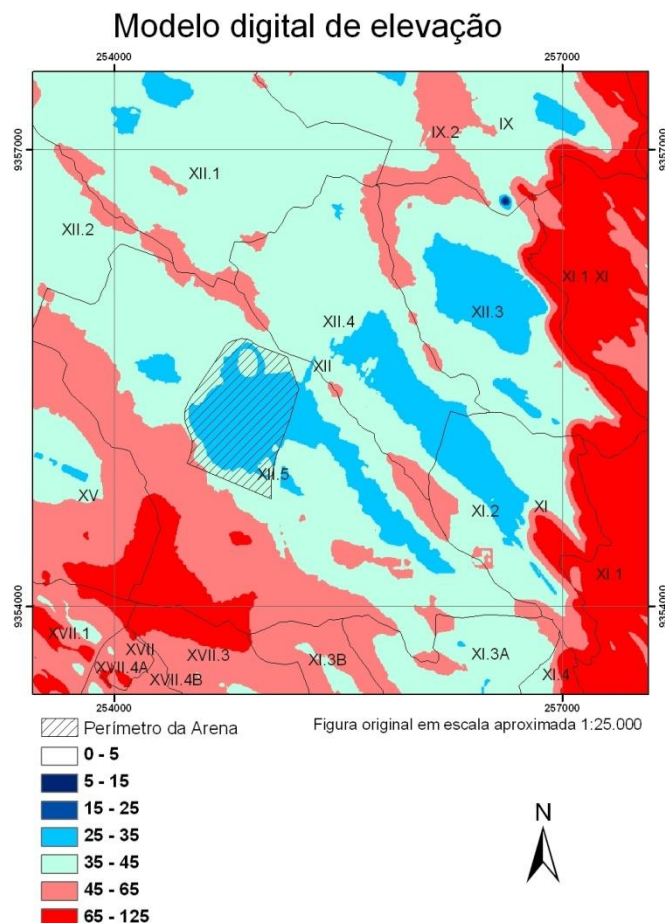 Modelo digital de elevação
254000 257000
IX
IX.2
9357000 9357000
XII.1
XII.2
XI.1 XI
XII.3
XII.4
XII
XII.5
XV
XI.2 XI
XI.1
9354000 9354000
XVII.1
XVII
XVII.4A
XVII.3
XVII.4B
XI.3B
XI.3A
XI.4
254000 257000
Perímetro da Arena
Figura original em escala aproximada 1:25.000
0 - 5
5 - 15
15 - 25
25 - 35
35 - 45
45 - 65
65 - 125
N